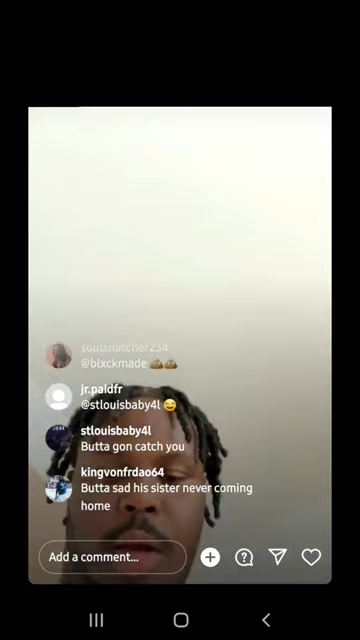 soulsnatcher234
@blxckmade 💩💩
jr.paidfr
@stlouisbaby4l 😅
stlouisbaby4l
Butta gon catch you
kingvonfrdao64
Butta sad his sister never coming
home
Add a comment...